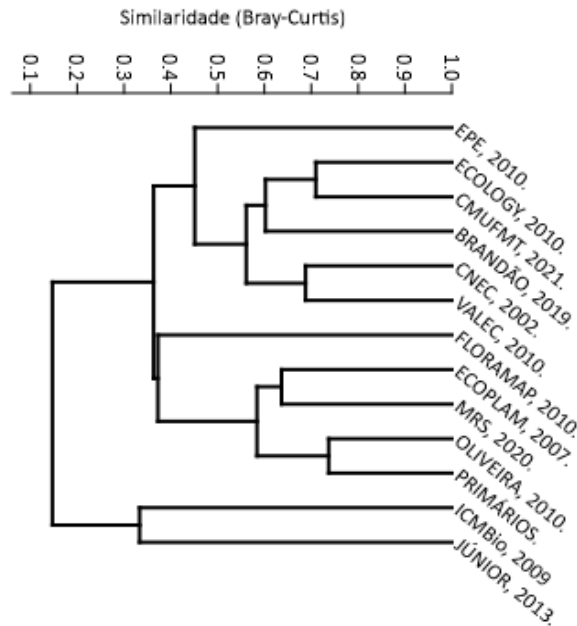 Similaridade (Bray-Curtis)
0.1
0.2
0.3
0.4
0.5
0.6
0.7
0.8
0.9
1.0
EPE, 2010.
ECOLOGY, 2010.
CMUFMT, 2021.
BRANDÃO, 2019.
CNEC, 2002.
VALEC, 2010.
FLORAMAP, 2010.
ECOPLAM, 2007.
MRS, 2020.
OLIVEIRA, 2010.
PRIMÁRIOS.
ICMBio, 2009
JÚNIOR, 2013.